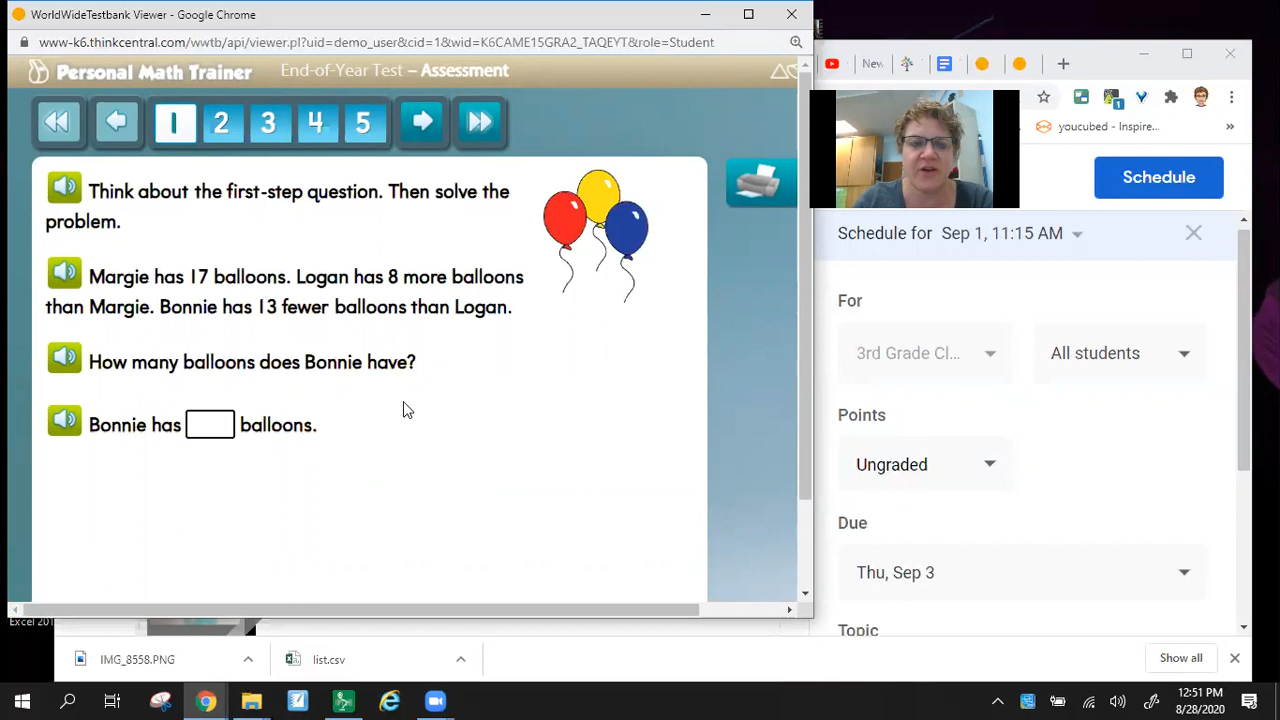 WorldWideTestbank Viewer - Google Chrome
www-k6.thinkcentral.com/wwtb/api/viewer.pl?uid=demo_user&cid=1&wid=K6CAME15GRA2_TAQEYT&role=Student
Personal Math Trainer End-of-Year Test – Assessment
1 2 3 4 5
Think about the first-step question. Then solve the
problem.
Margie has 17 balloons. Logan has 8 more balloons
than Margie. Bonnie has 13 fewer balloons than Logan.
How many balloons does Bonnie have?
Bonnie has balloons.
New
1
youcubed - Inspire...
»
Schedule
Schedule for Sep 1, 11:15 AM
For
3rd Grade Cl...
All students
Points
Ungraded
Due
Thu, Sep 3
Topic
Excel 201
IMG_8558.PNG
list.csv
Show all
12:51 PM
8/28/2020